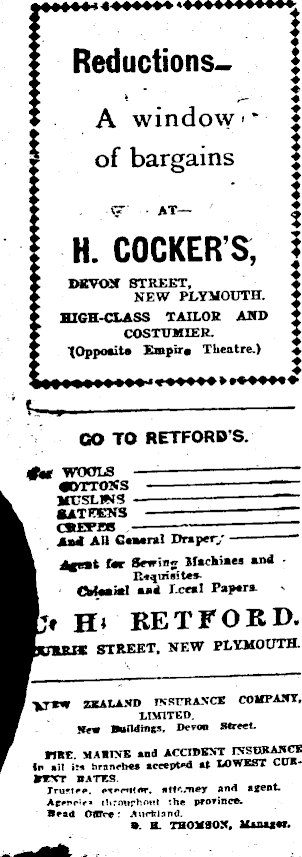 Reductions—
A window
of bargains
AT—
H. COCKER'S,
DEVON STREET,
NEW PLYMOUTH.
HIGH-CLASS TAILOR AND
COSTUMIER.
(Opposite Empire Theatre.)
GO TO RETFORD'S.
For WOOLS
COTTONS
MUSLINS
SATEENS
CREPES
And All General Drapery
Agent for Sewing Machines and
Requisites.
Colonial and Local Papers.
C. H. RETFORD.
CURRIE STREET, NEW PLYMOUTH.
NEW ZEALAND INSURANCE COMPANY,
LIMITED.
New Buildings, Devon Street.
FIRE, MARINE and ACCIDENT INSURANCE
in all its branches accepted at LOWEST CUR-
RENT RATES.
Trustee, executor, attorney and agent.
Agencies throughout the province.
Head Office: Auckland.
D. H. THOMSON, Manager.